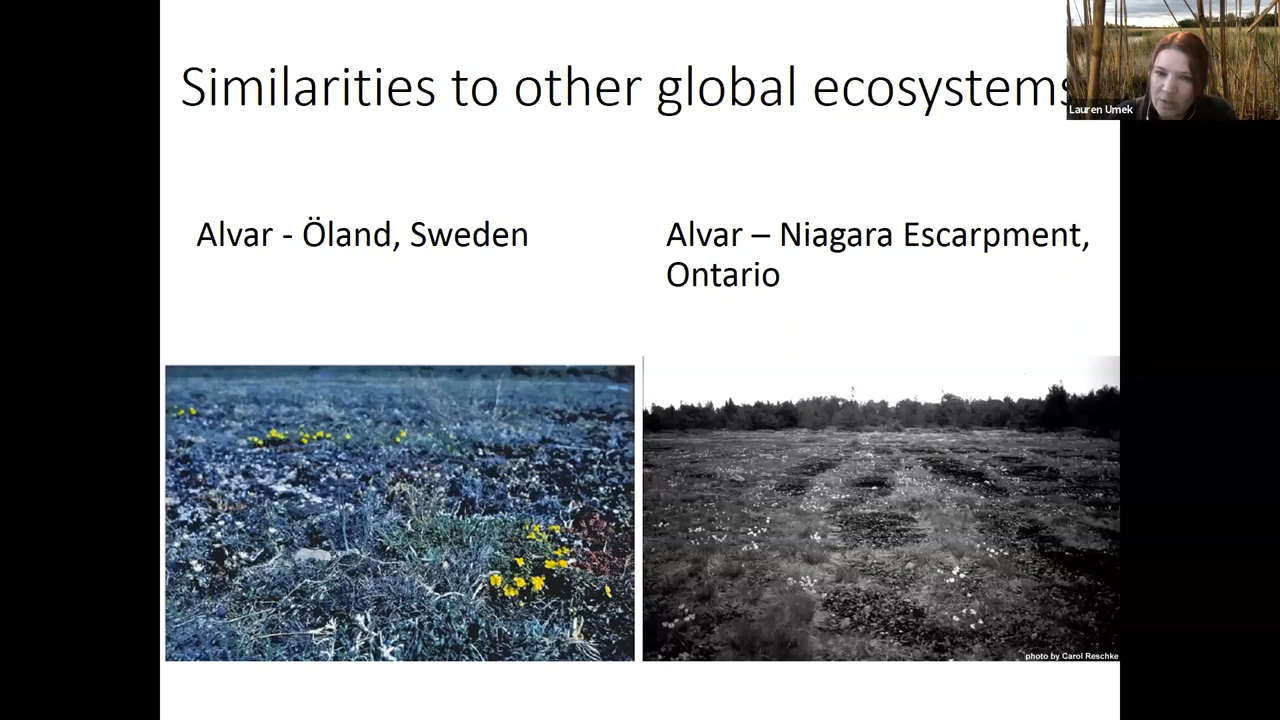 Similarities to other global ecosystems
Lauren Umek
Alvar - Öland, Sweden
Alvar – Niagara Escarpment,
Ontario
photo by Carol Reschke